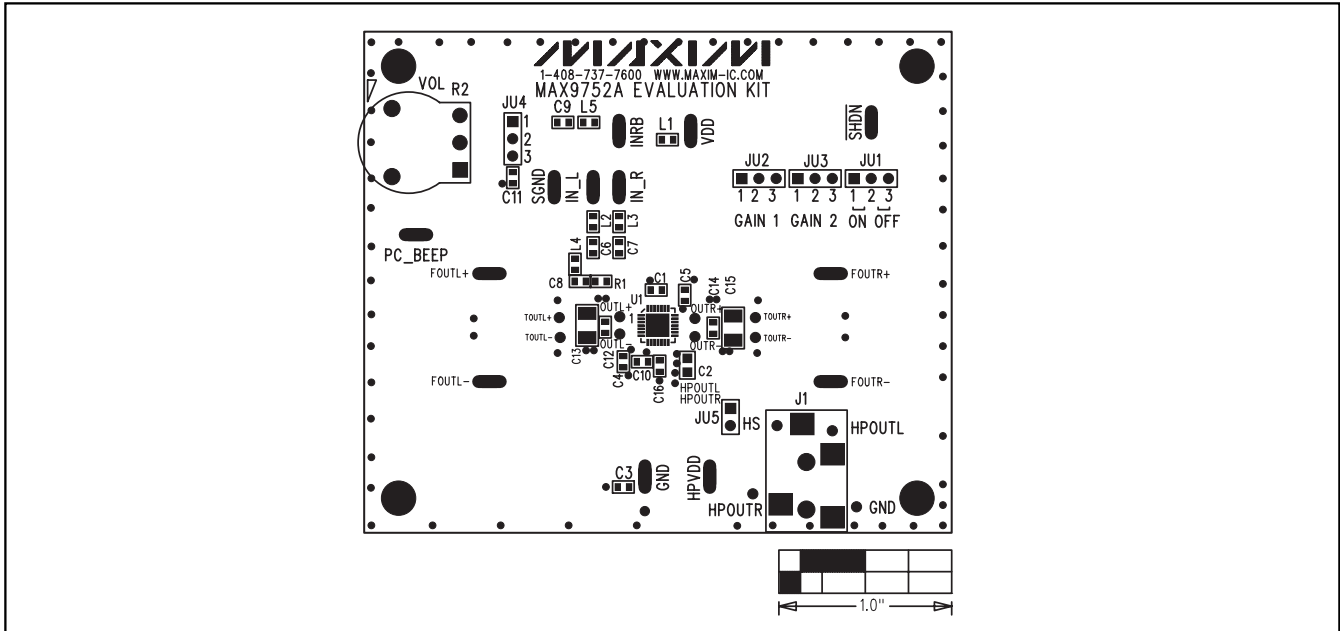 MAXIM
1-408-737-7600 WWW.MAXIM-IC.COM
MAX9752A EVALUATION KIT
VOL
R2
JU4
1
2
3
C11
C9
L5
INRB
L1
VDD
SHDN
SGND
IN_L
IN_R
JU2
1 2 3
GAIN 1
JU3
1 2 3
GAIN 2
JU1
1 2 3
ON OFF
PC_BEEP
L2
L3
C6
C7
L4
C8
R1
C1
C5
C14
C15
FOUTL+
FOUTR+
U1
1
OUTL+
OUTR+
TOUTL+
TOUTR+
TOUTL-
TOUTR-
OUTL-
OUTR-
C13
C12
C4
C10
C16
C2
FOUTL-
FOUTR-
HPOUTL
HPOUTR
JU5
HS
J1
HPOUTL
C3
GND
HPVDD
HPOUTR
GND
1.0"